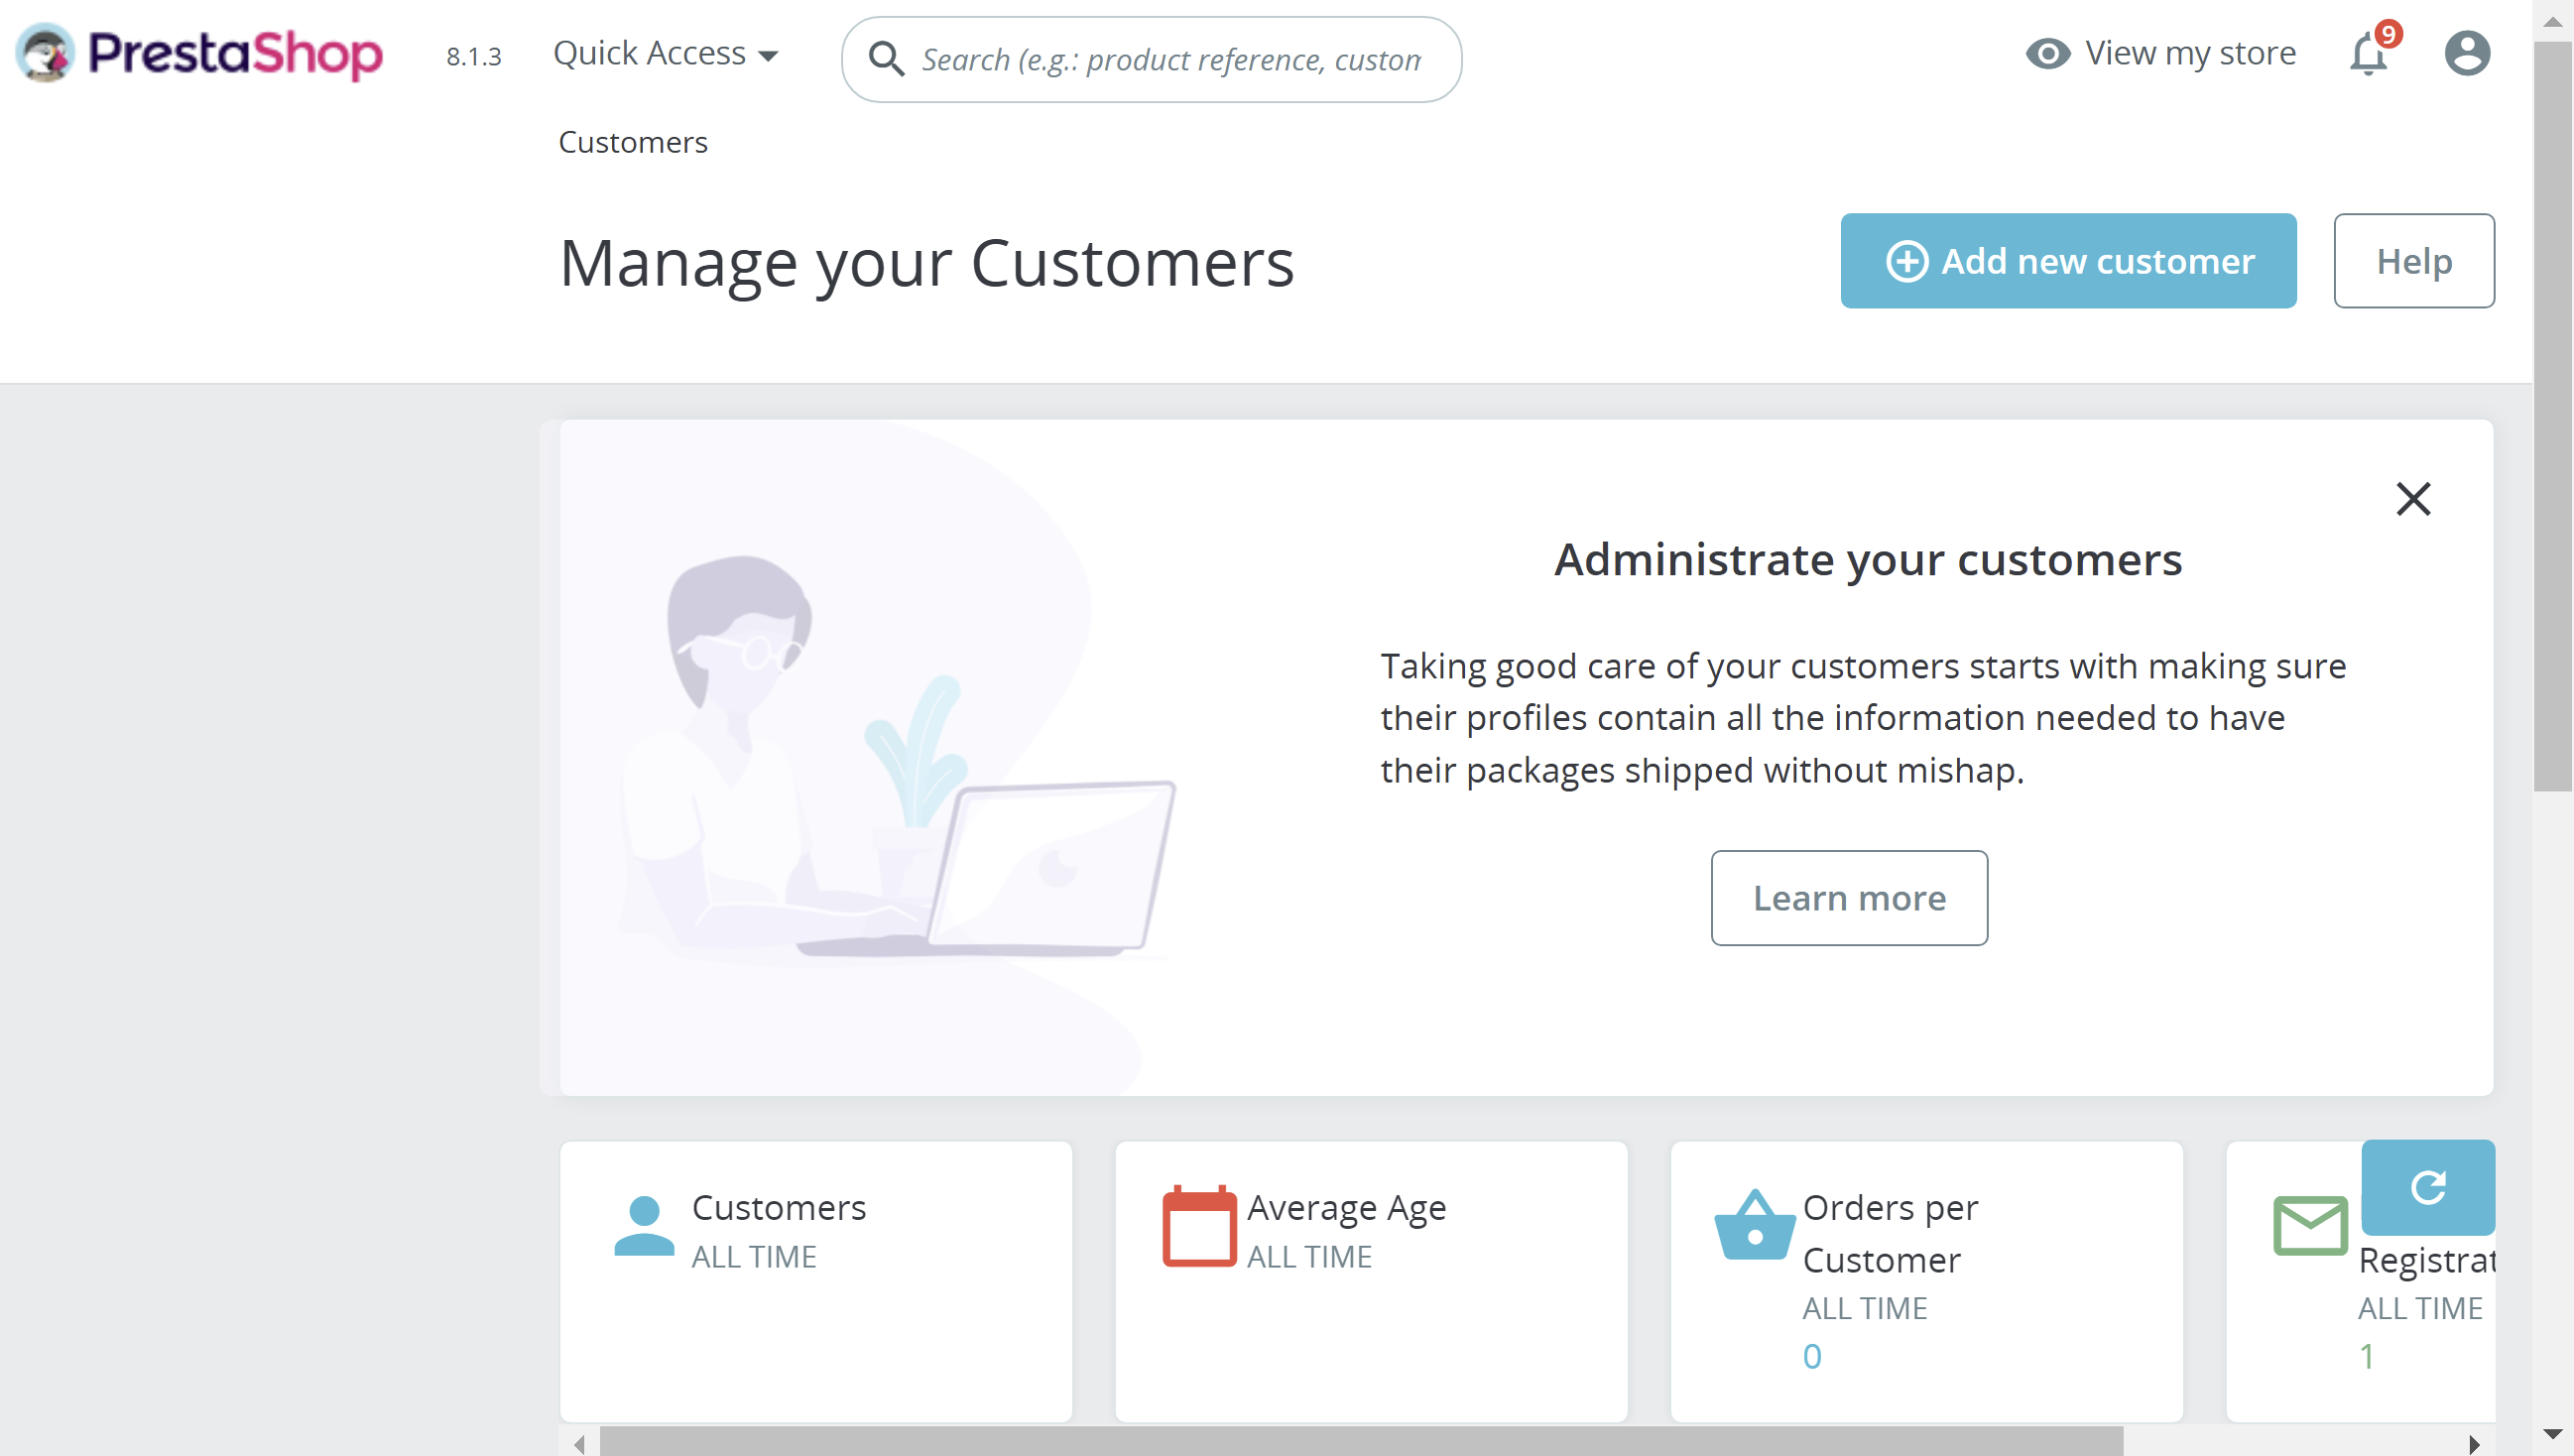 PrestaShop
8.1.3
Quick Access
Search (e.g.: product reference, custon
View my store
9
Customers
Manage your Customers
Add new customer
Help
Administrate your customers
Taking good care of your customers starts with making sure
their profiles contain all the information needed to have
their packages shipped without mishap.
Learn more
Customers
ALL TIME
Average Age
ALL TIME
Orders per
Customer
ALL TIME
0
Registrat
ALL TIME
1